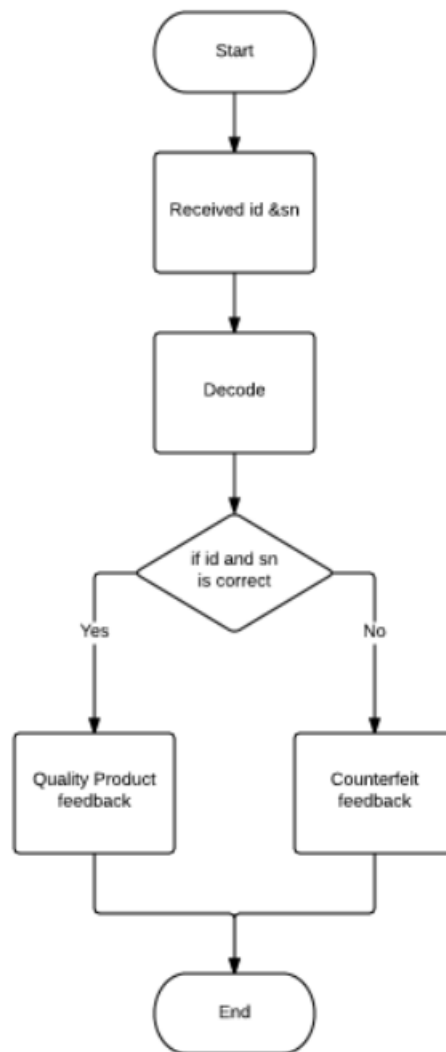 Start
Received id &sn
Decode
if id and sn
is correct
Yes
No
Quality Product
feedback
Counterfeit
feedback
End